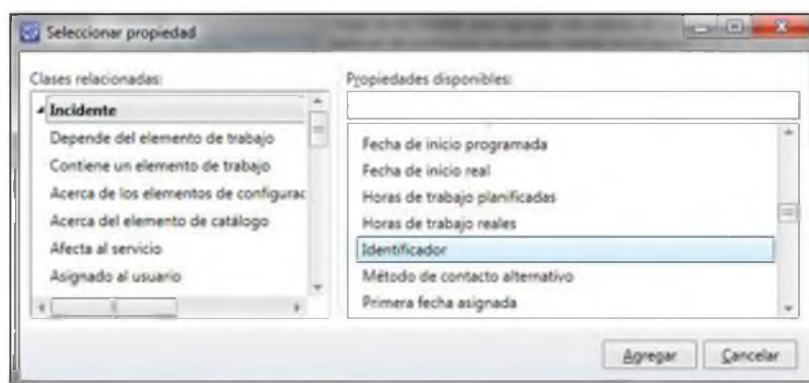 Seleccionar propiedad
Clases relacionadas:
Incidente
Depende del elemento de trabajo
Contiene un elemento de trabajo
Acerca de los elementos de configurac
Acerca del elemento de catálogo
Afecta al servicio
Asignado al usuario
Propiedades disponibles:
Fecha de inicio programada
Fecha de inicio real
Horas de trabajo planificadas
Horas de trabajo reales
Identificador
Método de contacto alternativo
Primera fecha asignada
Agregar
Cancelar